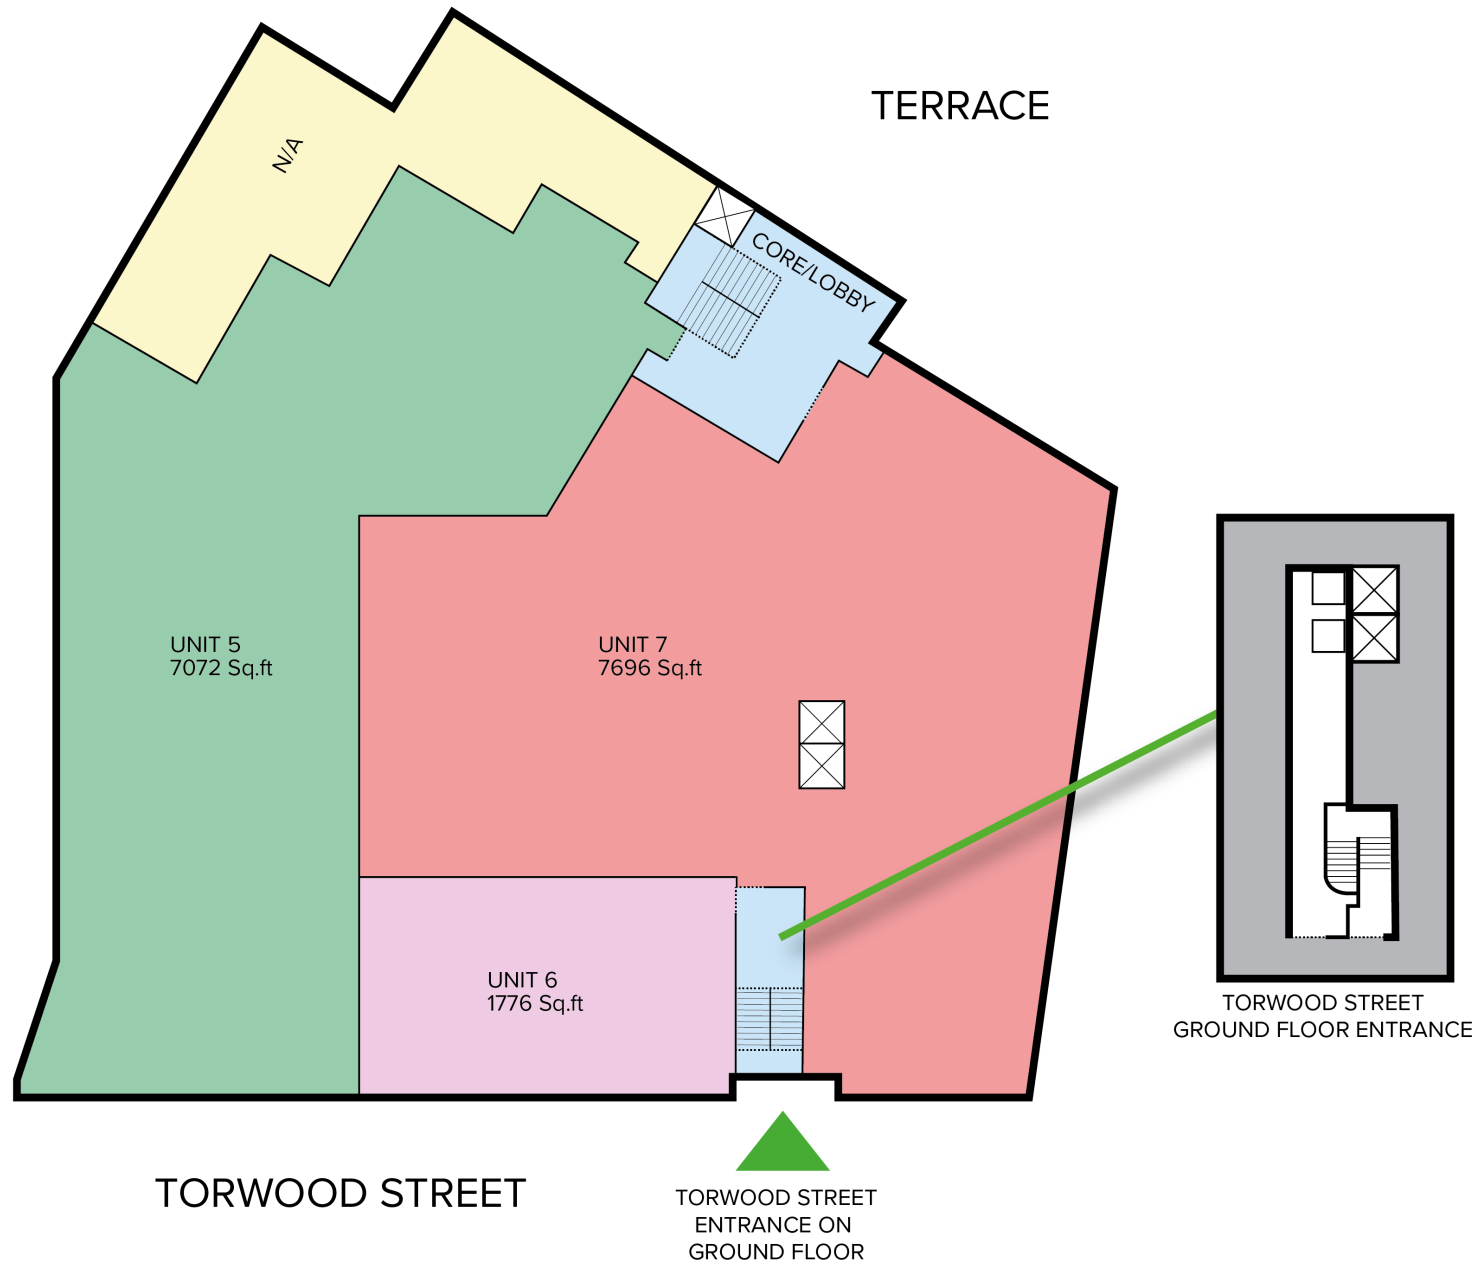 TERRACE
N/A
CORE/LOBBY
UNIT 5
7072 Sq.ft
UNIT 7
7696 Sq.ft
UNIT 6
1776 Sq.ft
TORWOOD STREET
GROUND FLOOR ENTRANCE
TORWOOD STREET
TORWOOD STREET
ENTRANCE ON
GROUND FLOOR